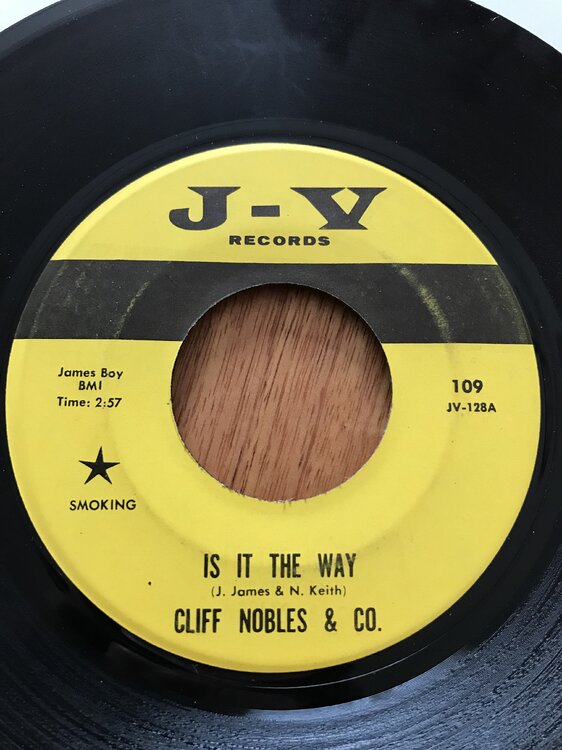 J-V
RECORDS
James Boy
BMI
Time: 2:57
109
JV-128A
SMOKING
IS IT THE WAY
(J. James & N. Keith)
CLIFF NOBLES & CO.